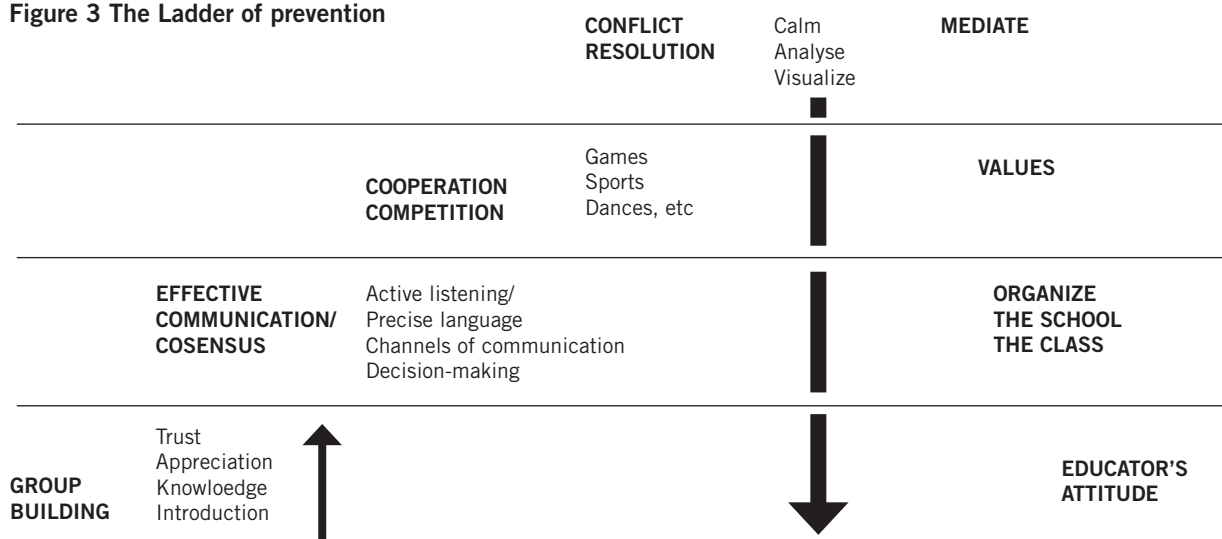 Figure 3 The Ladder of prevention
CONFLICT
RESOLUTION
Calm
Analyse
Visualize
MEDIATE
COOPERATION
COMPETITION
Games
Sports
Dances, etc
VALUES
EFFECTIVE
COMMUNICATION/
COSENSUS
Active listening/
Precise language
Channels of communication
Decision-making
ORGANIZE
THE SCHOOL
THE CLASS
GROUP
BUILDING
Trust
Appreciation
Knowloedge
Introduction
EDUCATOR'S
ATTITUDE